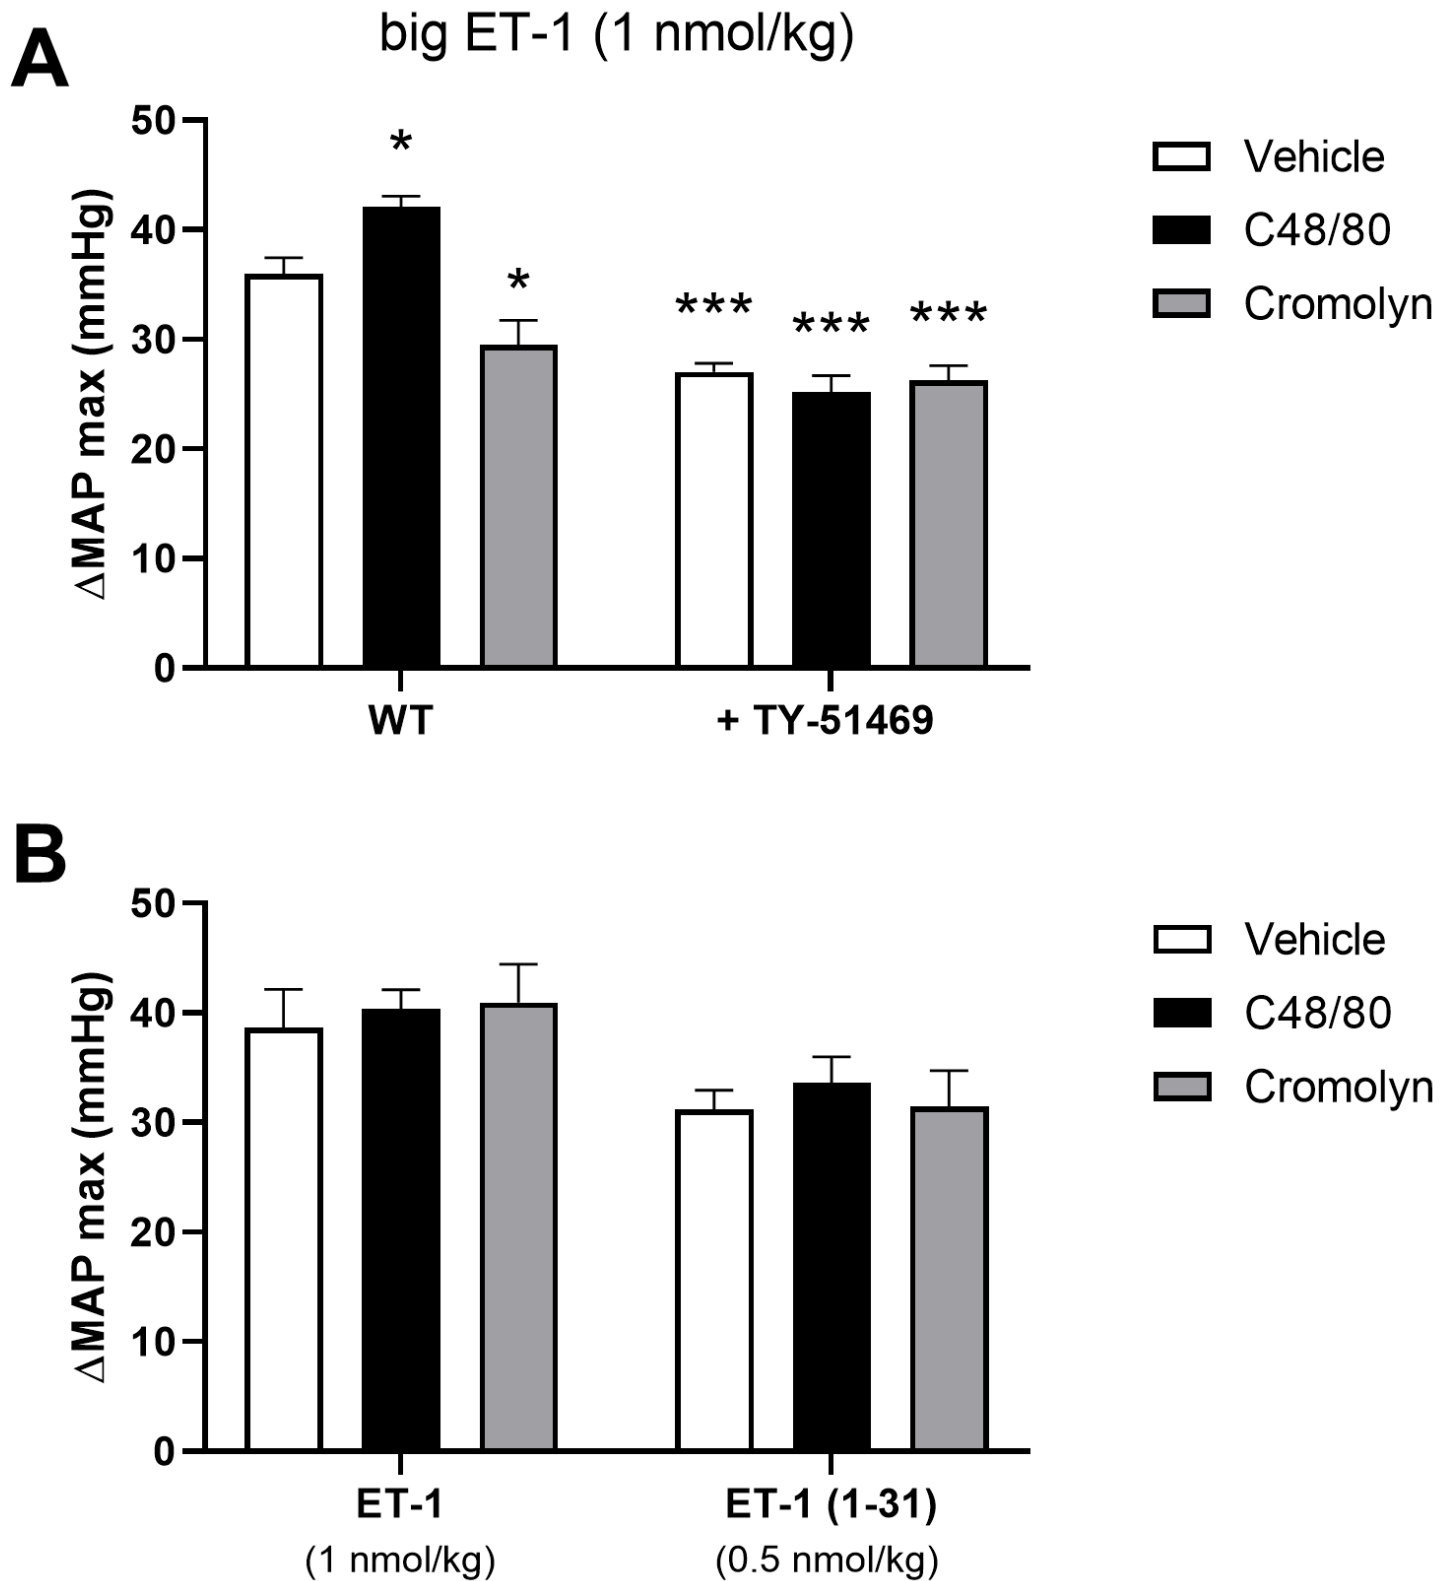 A
big ET-1 (1 nmol/kg)
ΔMAP max (mmHg)
50
40
30
20
10
0
*
*
***
***
***
WT
+ TY-51469
Vehicle
C48/80
Cromolyn
B
ΔMAP max (mmHg)
50
40
30
20
10
0
ET-1
(1 nmol/kg)
ET-1 (1-31)
(0.5 nmol/kg)
Vehicle
C48/80
Cromolyn